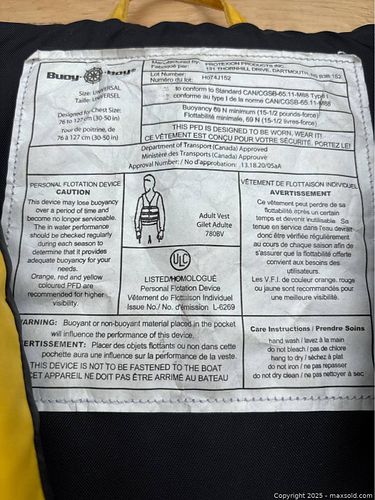 Buoy boy
Size: UNIVERSAL
Taille: UNIVERSEL
Designed for Chest Size:
76 to 127 cm (30-50 in)
Pour de poitrine, de
76 à 127 cm (30-50 in)
Manufactured by
Fabriqué par: PROTEXION PRODUCTS INC.
131 THORNHILL DRIVE, DARTMOUTH, NS B3B 1S2
Lot Number:
Numéro du lot: H074J152
to conform to Standard CAN/CGSB-65.11-M88 Type I
conforme au type I de la norme CAN/CGSB-65.11-M88
Buoyancy 69 N minimum (15-1/2 pounds-force)
Flottabilité minimale, 69 N (15-1/2 livres-force)
THIS PFD IS DESIGNED TO BE WORN, WEAR IT!
CE VÊTEMENT EST CONÇU POUR VOTRE SÉCURITÉ, PORTEZ LE!
Department of Transport (Canada) Approved
Ministère des Transports (Canada) Approuvé
Approval Number: / No d'approbation: 13.18.20/05aA
PERSONAL FLOTATION DEVICE
CAUTION
This device may lose buoyancy
over a period of time and
become no longer serviceable.
The in water performance
should be checked regularly
during each season to
determine that it provides
adequate buoyancy for your
needs.
Orange, red and yellow
coloured PFD are
recommended for higher
visibility.
Adult Vest
Gilet Adulte
780BV
ULC
LISTED/HOMOLOGUÉ
Personal Flotation Device
Vêtement de Flottaison Individuel
Issue No./ No. d'émission L-6269
VÊTEMENT DE FLOTTAISON INDIVIDUEL
AVERTISSEMENT
Ce vêtement peut perdre de sa
flottabilité après un certain
temps et devenir inutilisable. Sa
tenue en service dans l'eau devrait
donc être verifiée régulièrement
au cours de chaque saison afin de
s'assurer que la flottabilité offerte
convient aux besoins des
utilisateurs.
Les V.F.I. de couleur orange, rouge
ou jaune sont recommandés pour
une meilleure visibilité.
WARNING: Buoyant or non-buoyant material placed in the pocket
will influence the performance of this device.
ERTISSEMENT: Placer des objets flottants ou non dans cette
pochette aura une influence sur la performance de la veste.
THIS DEVICE IS NOT TO BE FASTENED TO THE BOAT
CET APPAREIL NE DOIT PAS ÊTRE ARRIMÉ AU BATEAU
Care Instructions / Prendre Soins
hand wash / lavez à la main
do not bleach / pas de chlore
hang to dry / séchez à plat
do not iron / ne pas repasser
do not dry clean / ne pas nettoyer à sec
Copyright © 2025 - maxsold.com